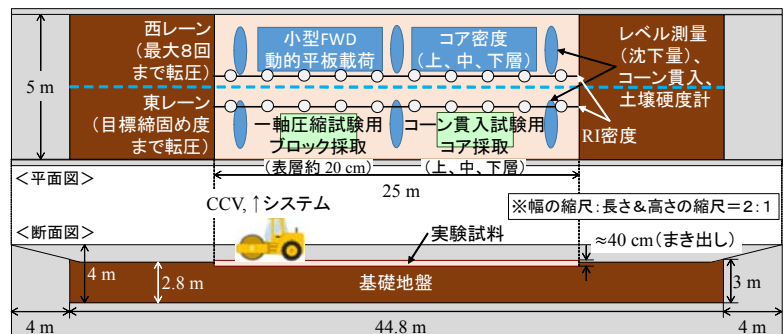 西レーン
(最大8回
まで転圧)
小型FWD
動的平板載荷
コア密度
(上、中、下層)
レベル測量
(沈下量)、
コーン貫入、
土壌硬度計
5 m
東レーン
(目標締固め度
まで転圧)
一軸圧縮試験用
ブロック採取
(表層約 20 cm)
コーン貫入試験用
コア採取
(上、中、下層)
RI密度
<平面図>
25 m
CCV, ↑システム
※幅の縮尺:長さ&高さの縮尺=2:1
<断面図>
実験試料
≈40 cm(まき出し)
4 m
2.8 m
基礎地盤
3 m
4 m
44.8 m
4 m